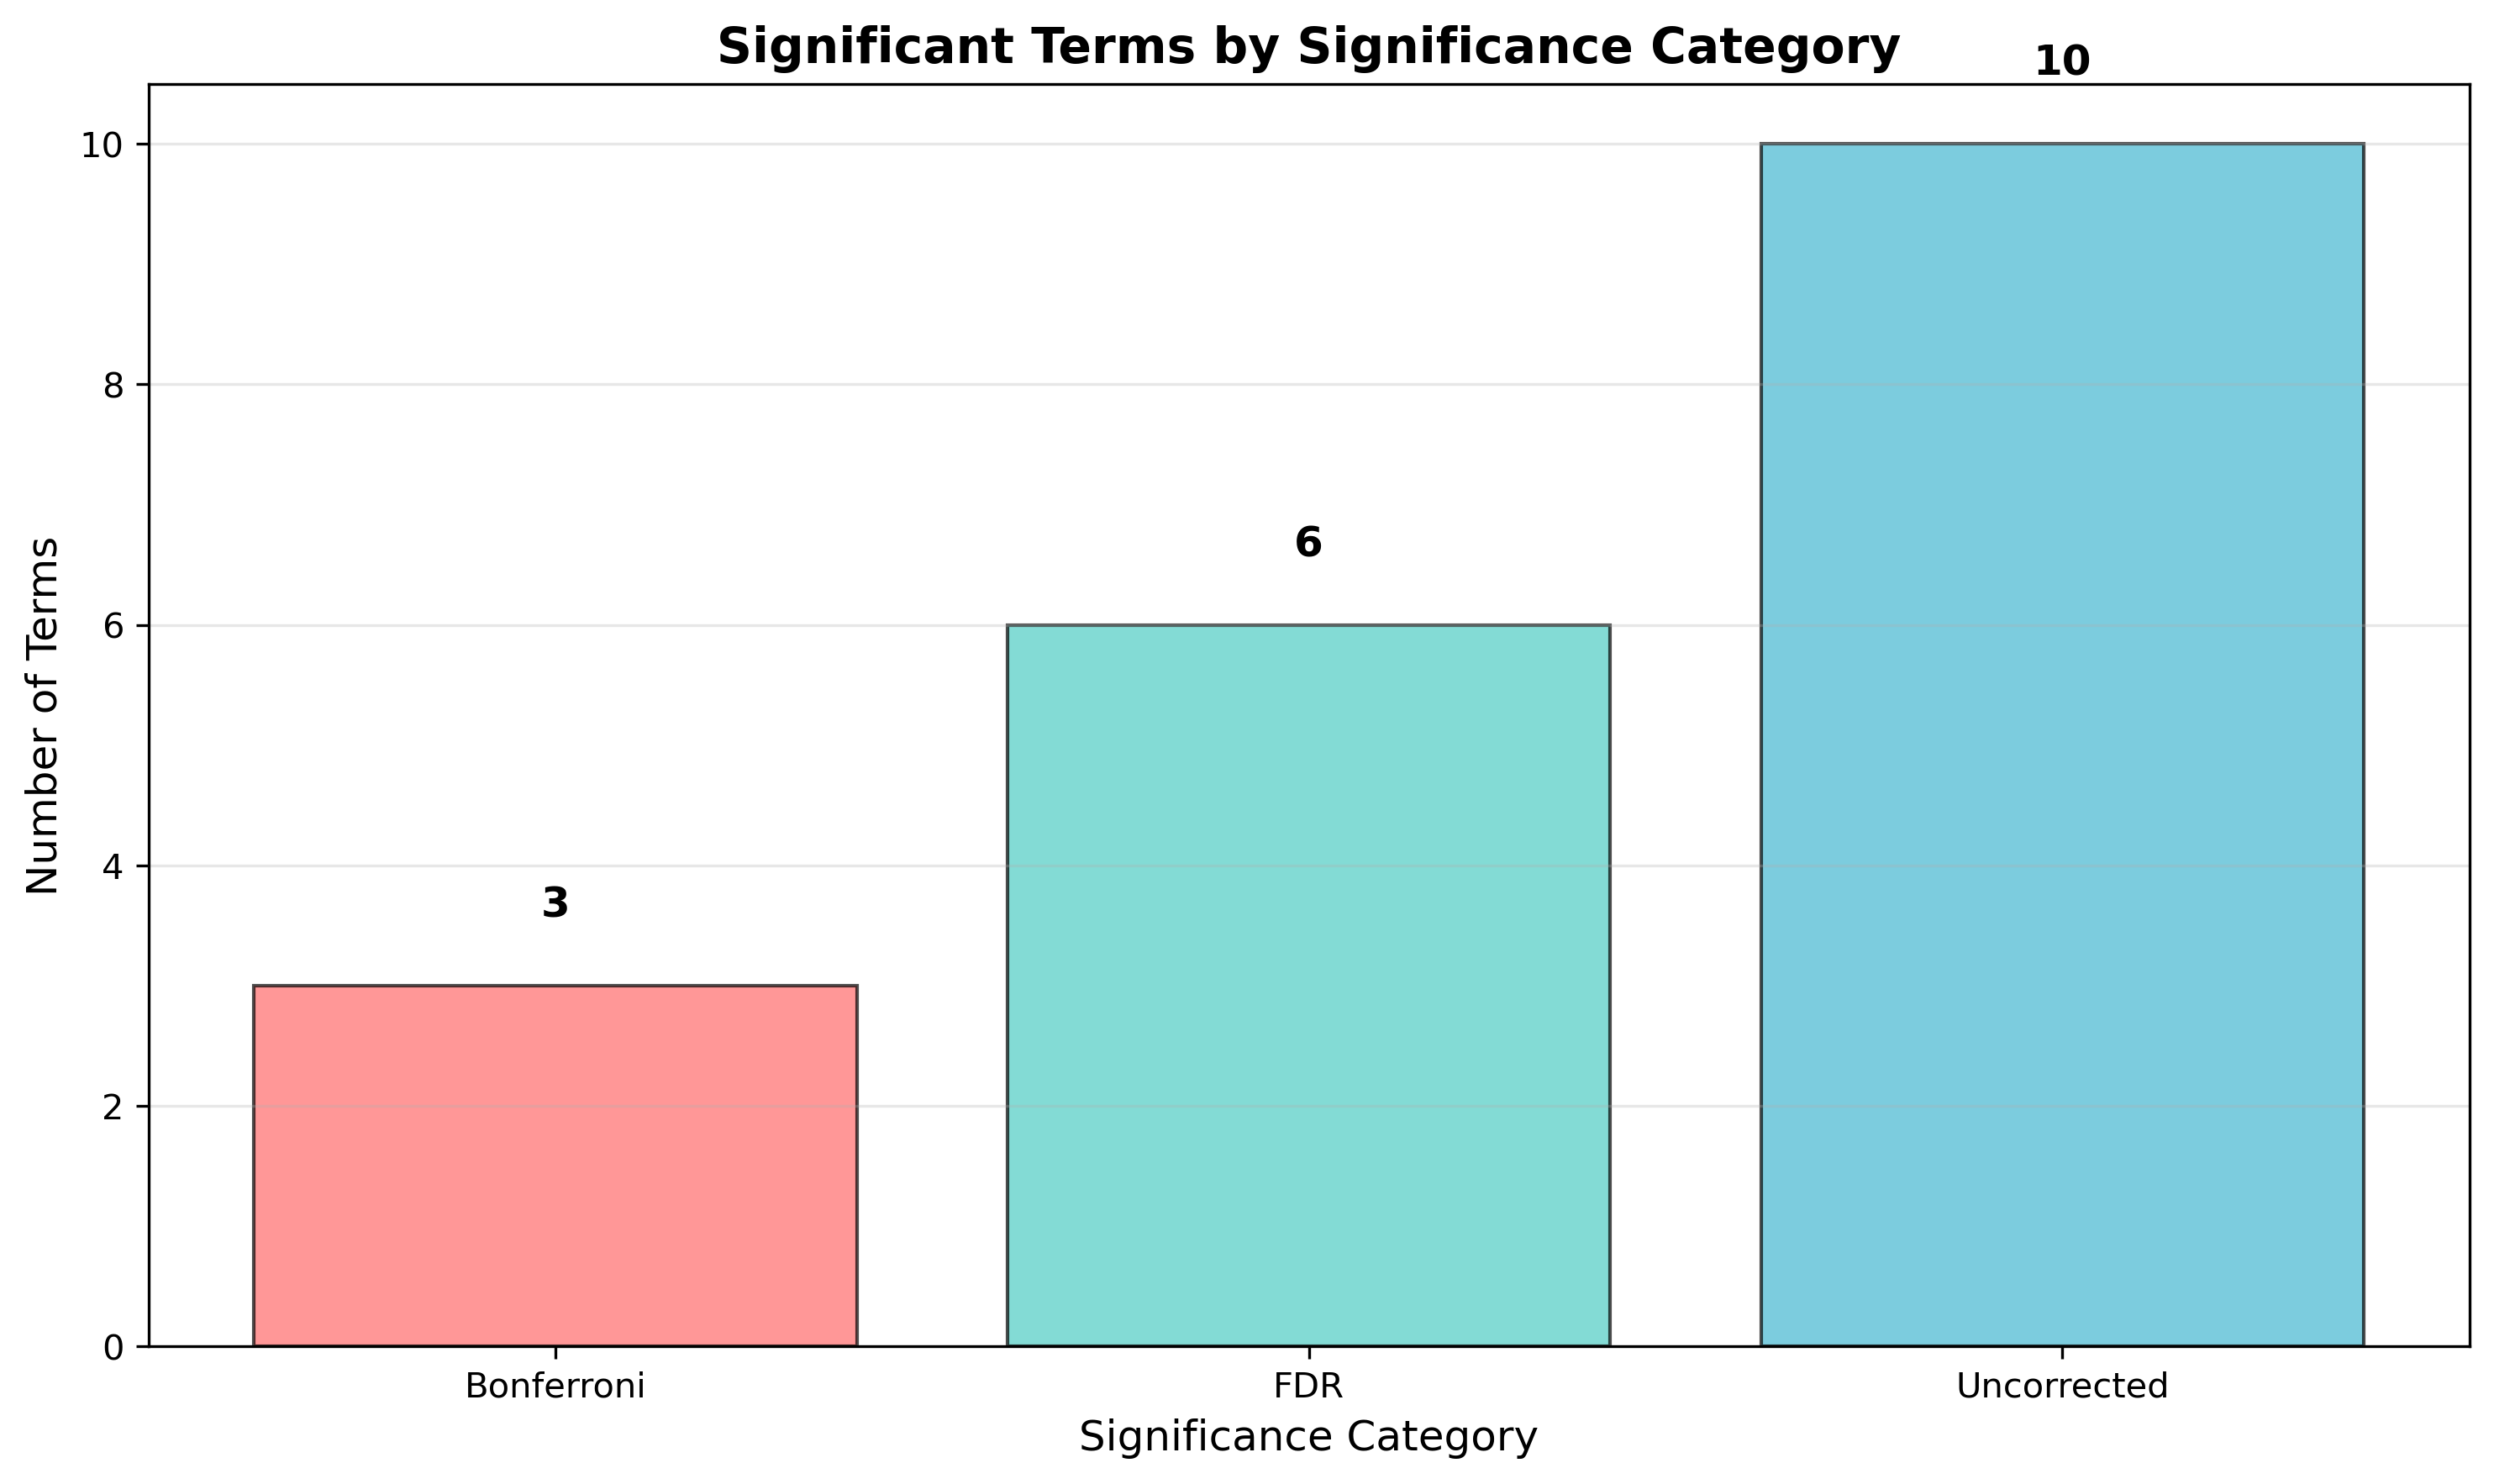 Significant Terms by Significance Category
10
10
8
6
6
4
3
2
0
Number of Terms
Bonferroni
FDR
Uncorrected
Significance Category